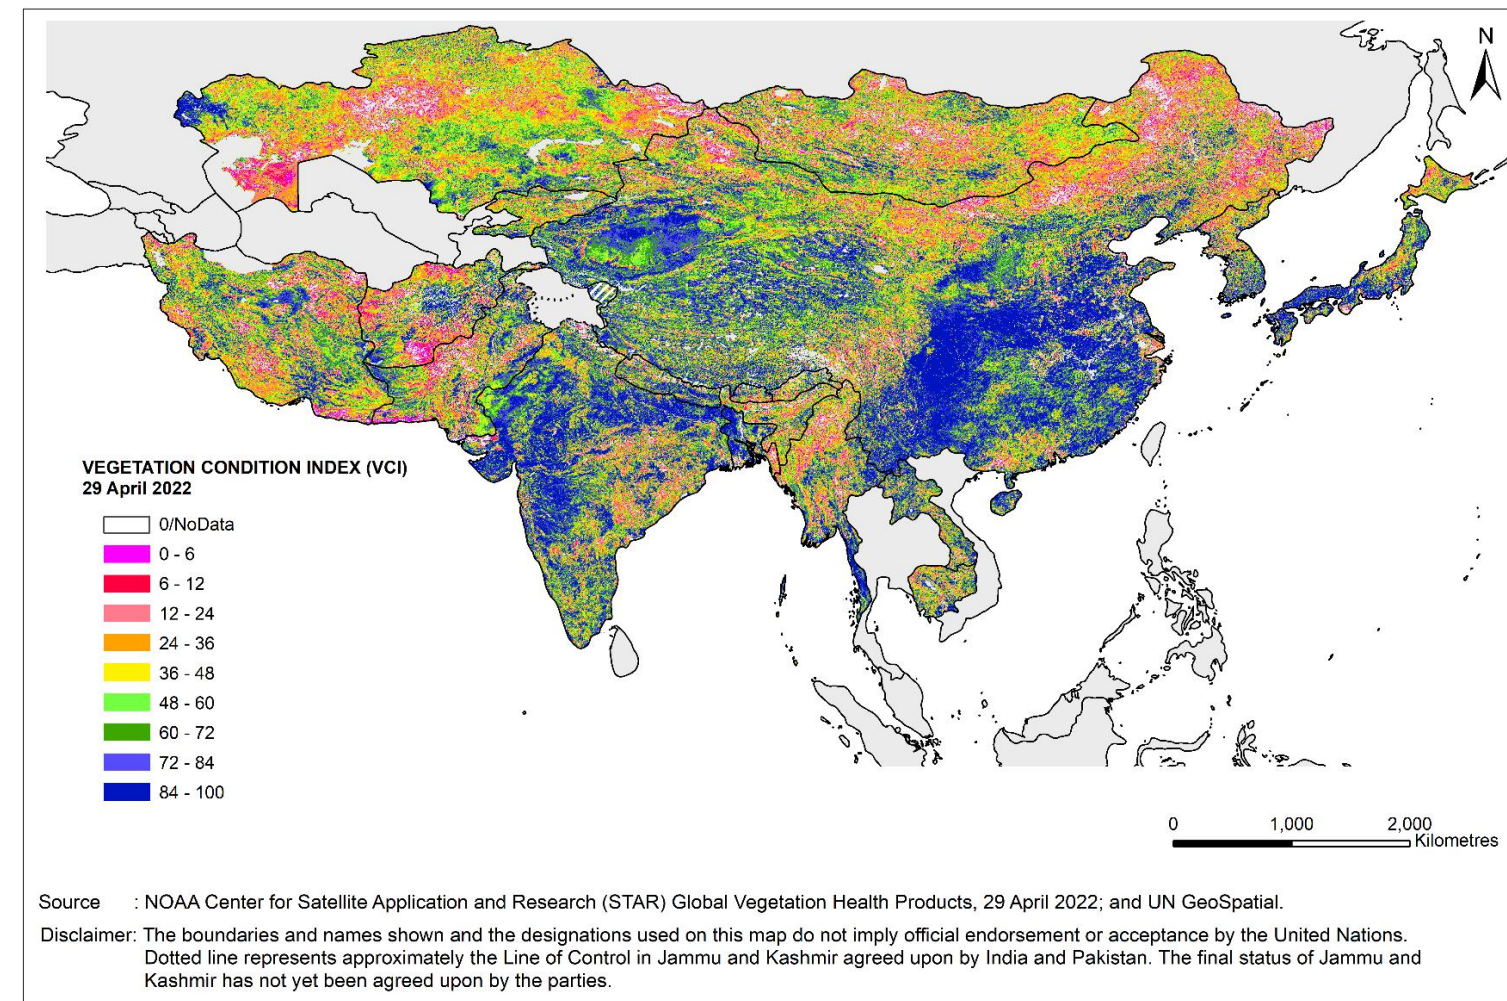 N
VEGETATION CONDITION INDEX (VCI)
29 April 2022
0/NoData
0 - 6
6 - 12
12 - 24
24 - 36
36 - 48
48 - 60
60 - 72
72 - 84
84 - 100
0 1,000 2,000
Kilometres
Source : NOAA Center for Satellite Application and Research (STAR) Global Vegetation Health Products, 29 April 2022; and UN GeoSpatial.
Disclaimer: The boundaries and names shown and the designations used on this map do not imply official endorsement or acceptance by the United Nations.
Dotted line represents approximately the Line of Control in Jammu and Kashmir agreed upon by India and Pakistan. The final status of Jammu and
Kashmir has not yet been agreed upon by the parties.